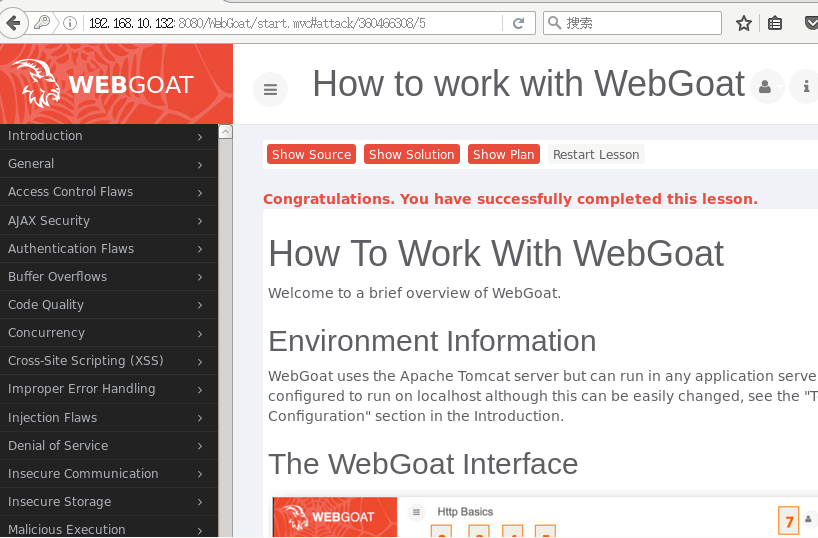 192.168.10.132:8080/WebGoat/start.mvc#attack/360466308/5
搜索
WEBGOAT
How to work with WebGoat
Introduction
General
Access Control Flaws
AJAX Security
Authentication Flaws
Buffer Overflows
Code Quality
Concurrency
Cross-Site Scripting (XSS)
Improper Error Handling
Injection Flaws
Denial of Service
Insecure Communication
Insecure Storage
Malicious Execution
Show Source Show Solution Show Plan Restart Lesson
Congratulations. You have successfully completed this lesson.
How To Work With WebGoat
Welcome to a brief overview of WebGoat.
Environment Information
WebGoat uses the Apache Tomcat server but can run in any application serve
configured to run on localhost although this can be easily changed, see the "T
Configuration" section in the Introduction.
The WebGoat Interface
WEBGOAT
Http Basics
7